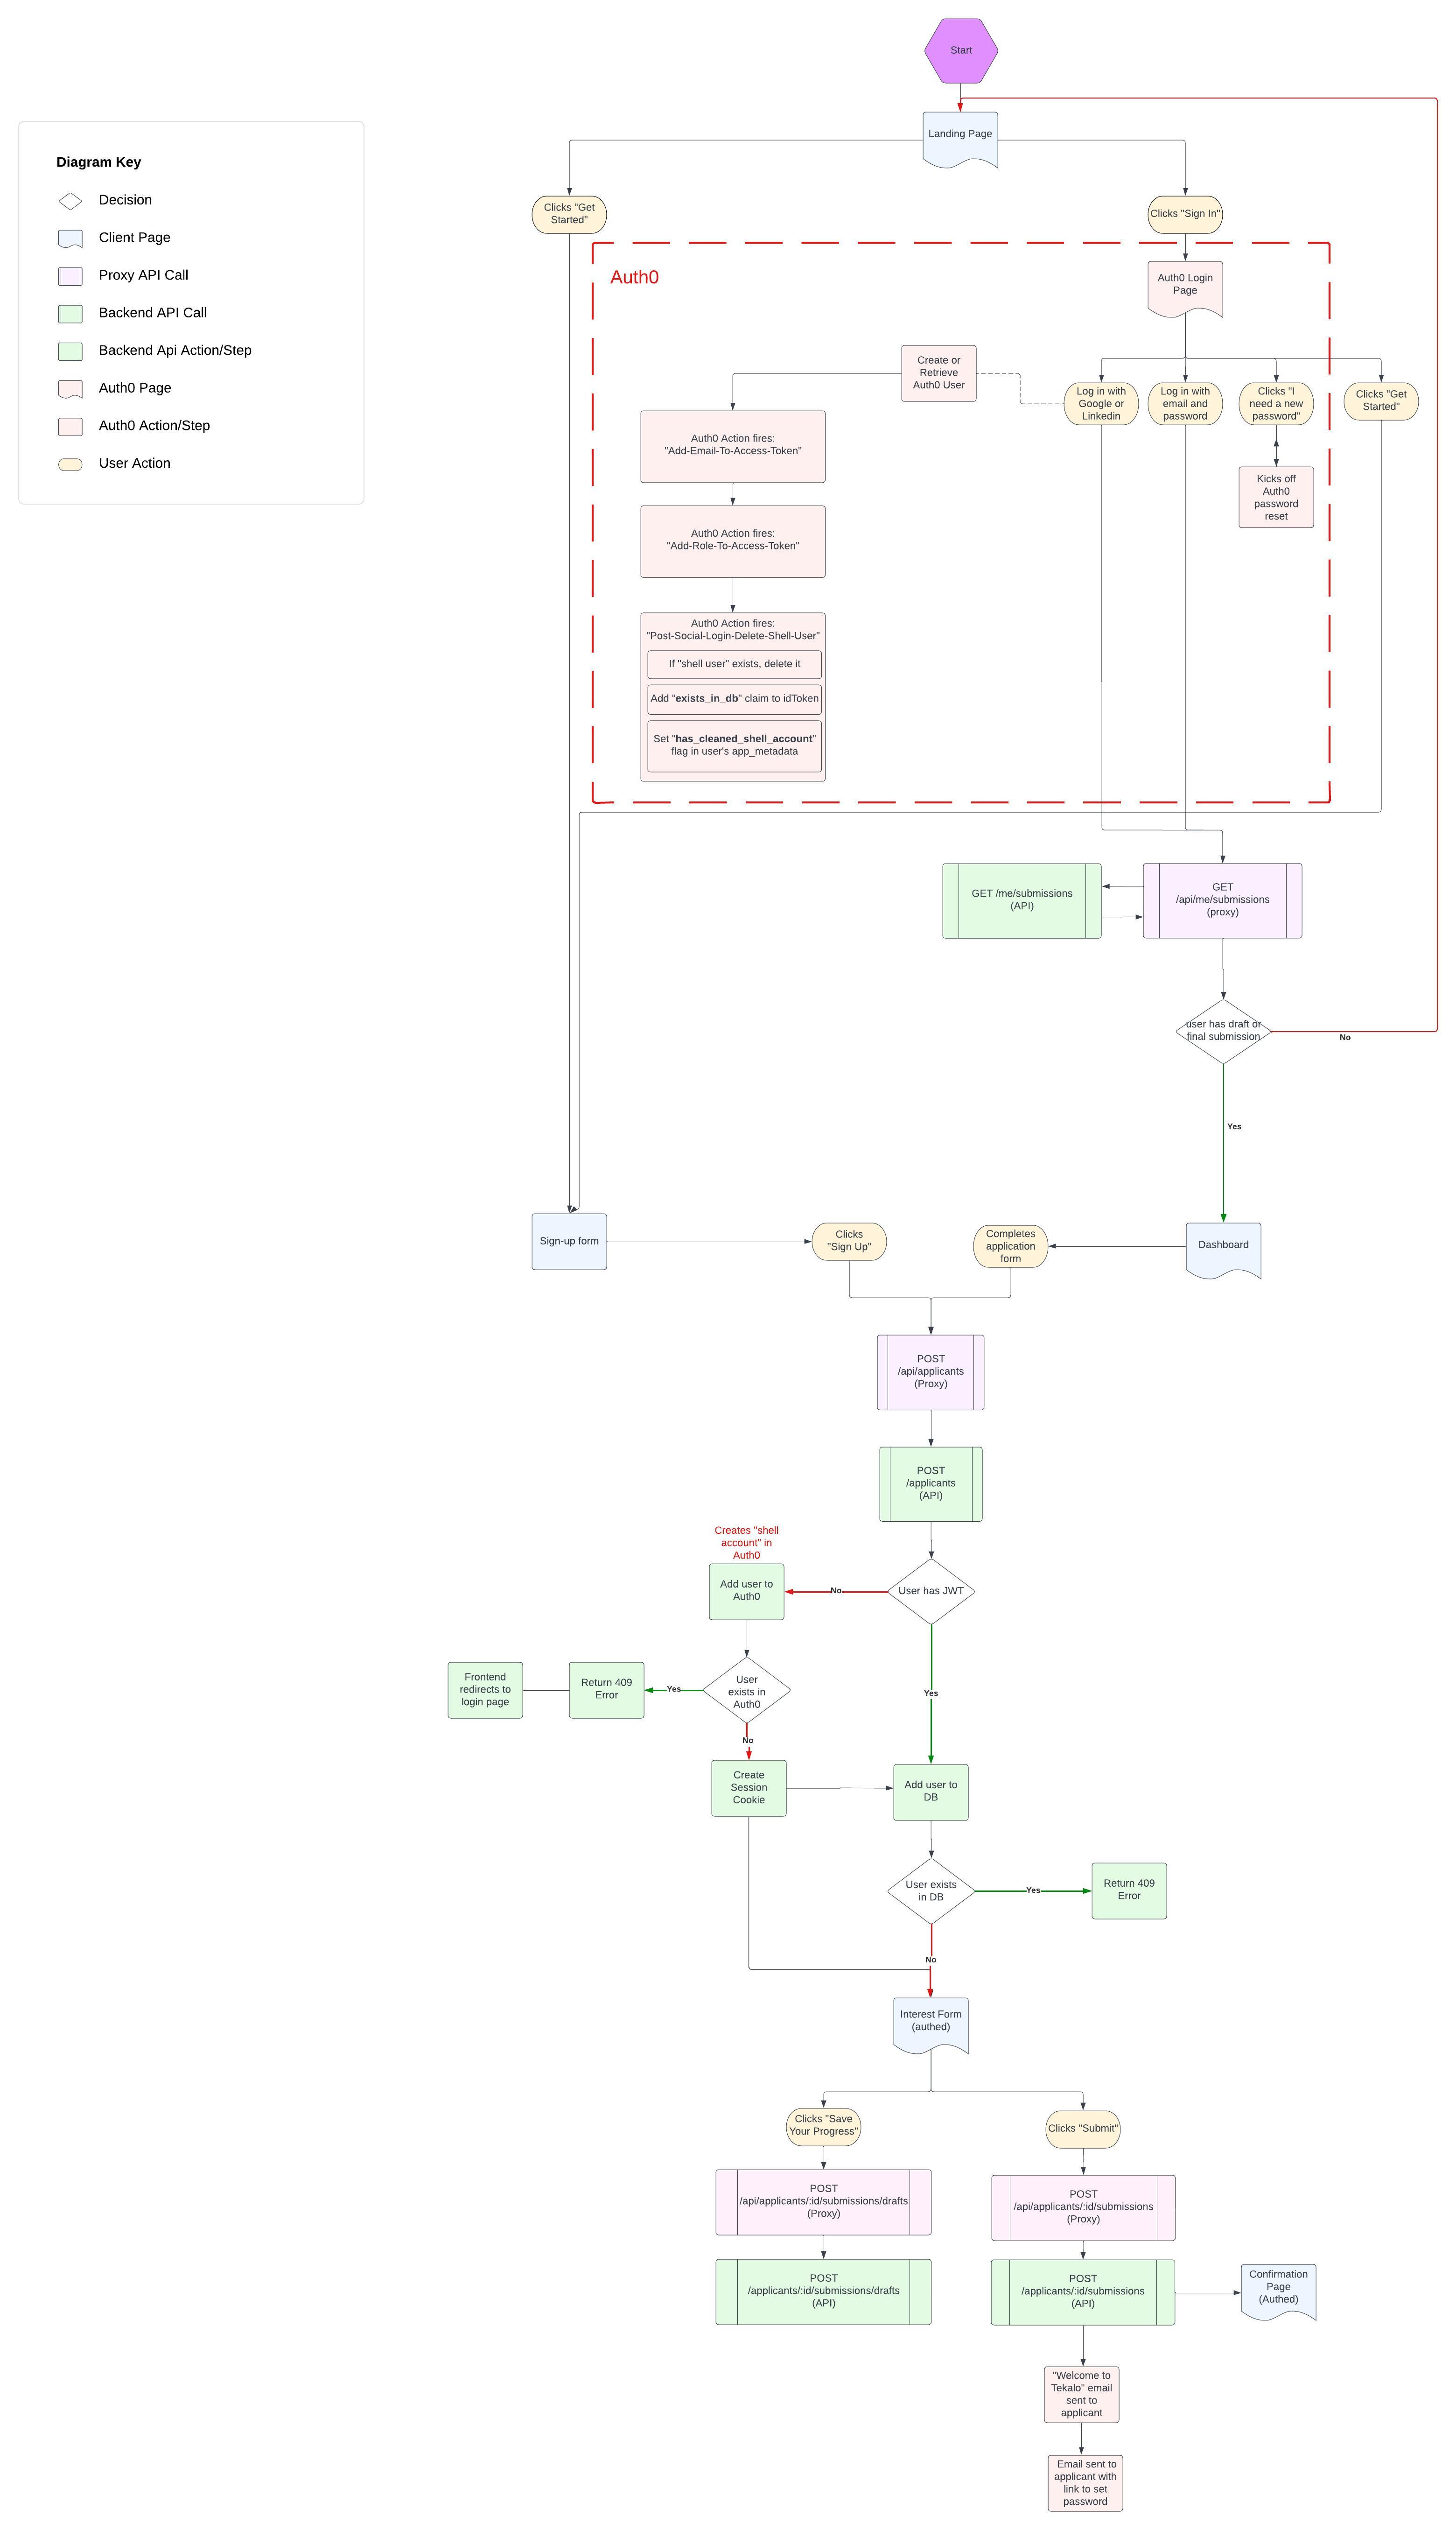 Start
Landing Page
Diagram Key
Decision
Client Page
Proxy API Call
Backend API Call
Backend Api Action/Step
Auth0 Page
Auth0 Action/Step
User Action
Clicks "Get
Started"
Clicks "Sign In"
Auth0
Auth0 Login
Page
Create or
Retrieve
Auth0 User
Log in with
Google or
Linkedin
Log in with
email and
password
Clicks "I
need a new
password"
Clicks "Get
Started"
Kicks off
Auth0
password
reset
Auth0 Action fires:
"Add-Email-To-Access-Token"
Auth0 Action fires:
"Add-Role-To-Access-Token"
Auth0 Action fires:
"Post-Social-Login-Delete-Shell-User"
If "shell user" exists, delete it
Add "exists_in_db" claim to idToken
Set "has_cleaned_shell_account"
flag in user's app_metadata
GET /me/submissions
(API)
GET
/api/me/submissions
(proxy)
user has draft or
final submission
No
Yes
Sign-up form
Clicks
"Sign Up"
Completes
application
form
Dashboard
POST
/api/applicants
(Proxy)
POST
/applicants
(API)
Creates "shell
account" in
Auth0
Add user to
Auth0
No
User has JWT
Frontend
redirects to
login page
Return 409
Error
Yes
User
exists in
Auth0
Yes
No
Create
Session
Cookie
Add user to
DB
User exists
in DB
Yes
Return 409
Error
No
Interest Form
(authed)
Clicks "Save
Your Progress"
Clicks "Submit"
POST
/api/applicants/:id/submissions/drafts
(Proxy)
POST
/api/applicants/:id/submissions
(Proxy)
POST
/applicants/:id/submissions/drafts
(API)
POST
/applicants/:id/submissions
(API)
Confirmation
Page
(Authed)
"Welcome to
Tekalo" email
sent to
applicant
Email sent to
applicant with
link to set
password